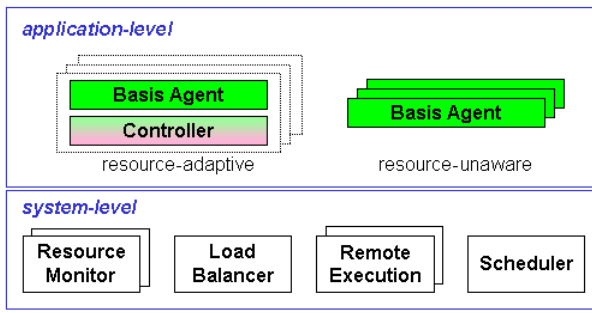 application-level
Basis Agent
Controller
resource-adaptive
Basis Agent
resource-unaware
system-level
Resource
Monitor
Load
Balancer
Remote
Execution
Scheduler